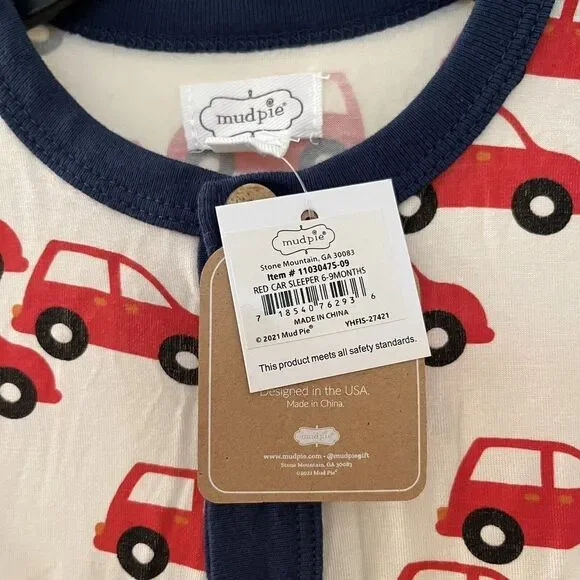 mudpie®
mudpie
Stone Mountain, GA 30083
Item # 11030475-09
RED CAR SLEEPER 6-9MONTHS
7 18540 76293 6
MADE IN CHINA
©2021 Mud Pie® YHFIS-27421
This product meets all safety standards.
Designed in the USA.
Made in China.
mudpie
www.mudpie.com - @mudpiegift
Stone Mountain, GA 30083
©2021 Mud Pie®